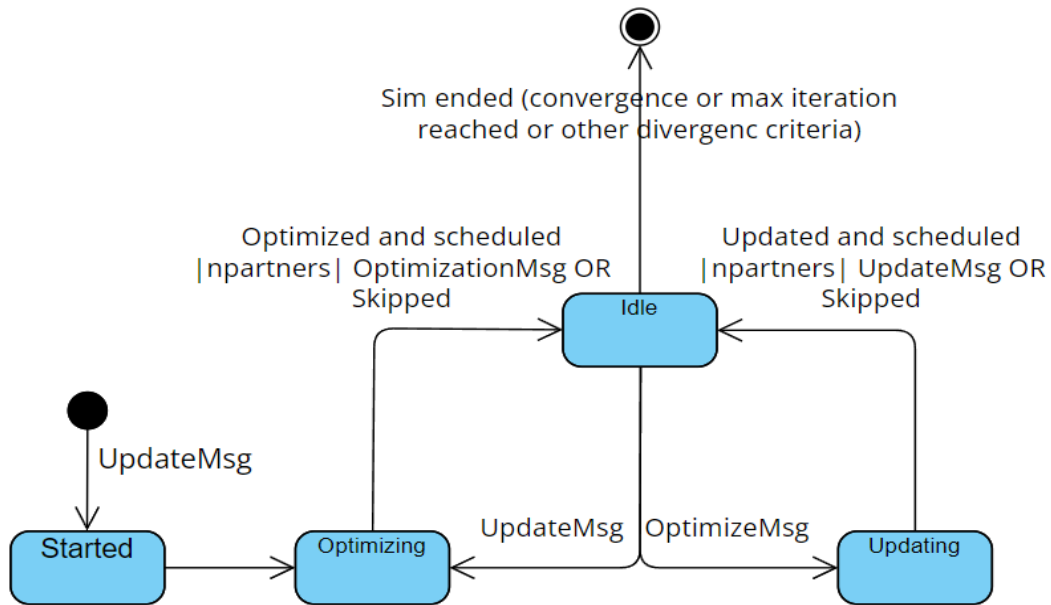 Sim ended (convergence or max iteration
reached or other divergenc criteria)
Optimized and scheduled
|npartners| OptimizationMsg OR
Skipped
Updated and scheduled
|npartners| UpdateMsg OR
Skipped
Idle
UpdateMsg
UpdateMsg
OptimizeMsg
Started
Optimizing
Updating